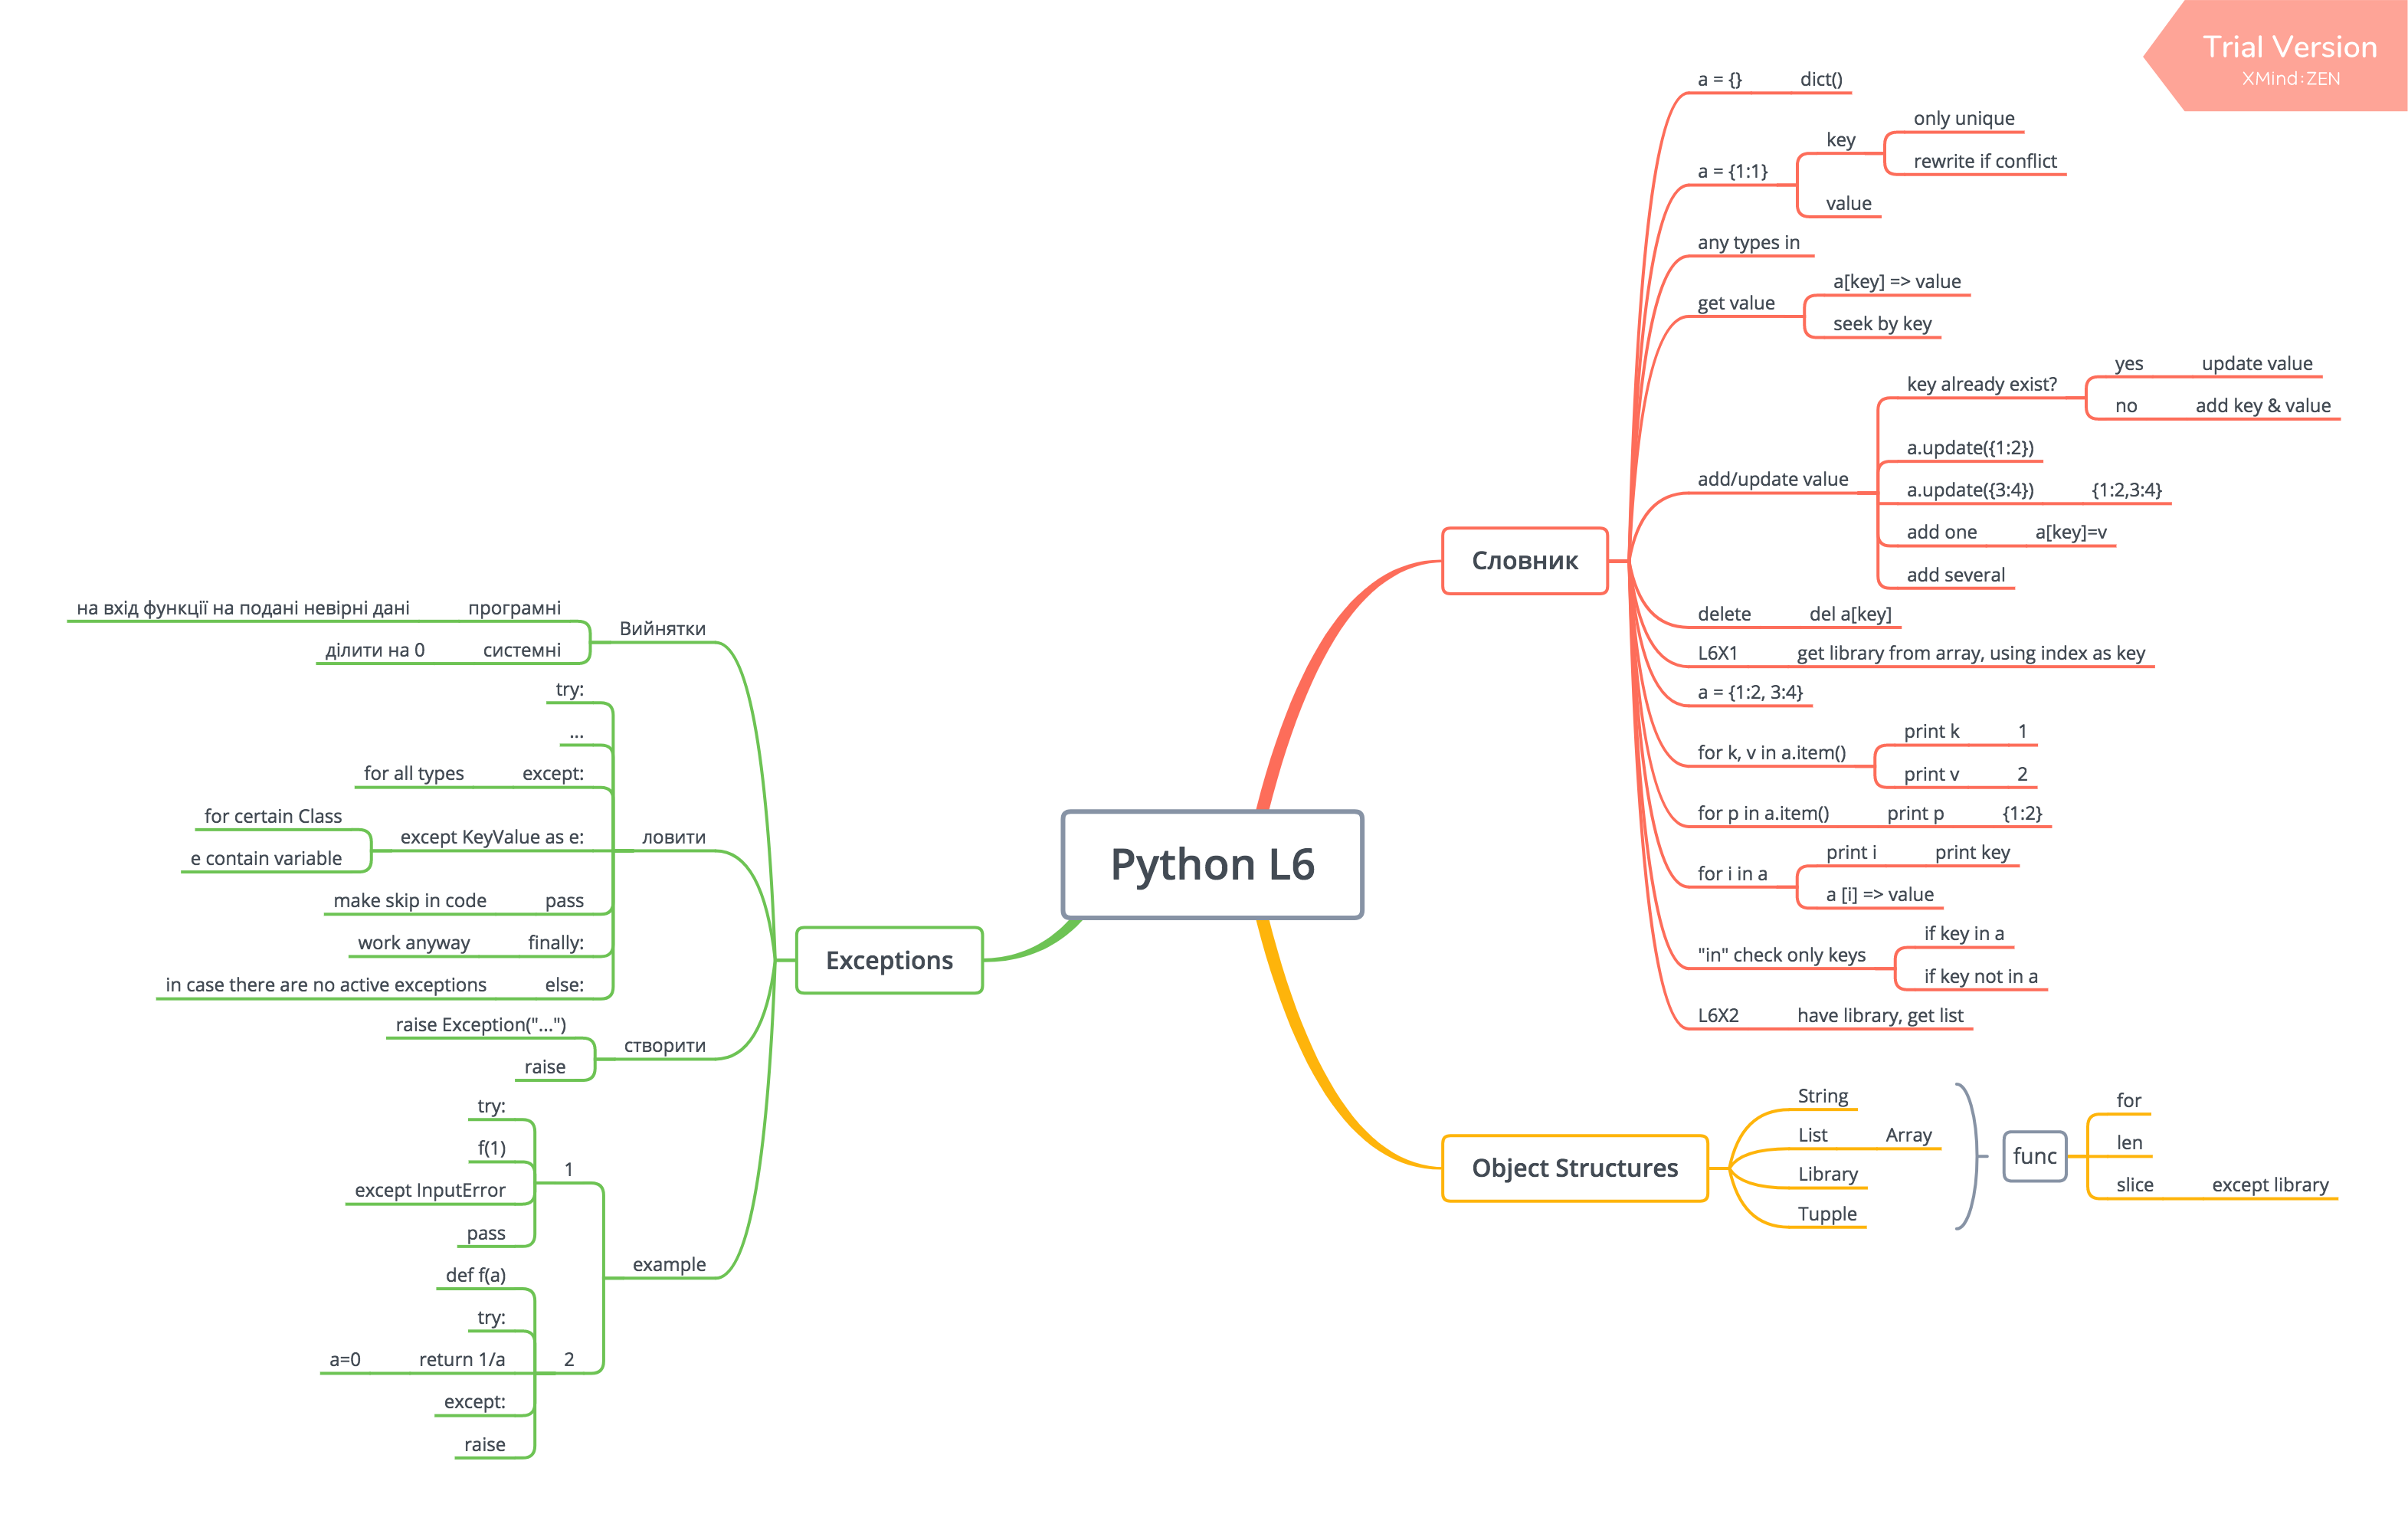 Trial Version
XMind:ZEN
Python L6
Словник
a = {} dict()
a = {1:1}
key
only unique
rewrite if conflict
value
any types in
get value
a[key] => value
seek by key
add/update value
key already exist?
yes update value
no add key & value
a.update({1:2})
a.update({3:4}) {1:2,3:4}
add one a[key]=v
add several
delete del a[key]
L6X1 get library from array, using index as key
a = {1:2, 3:4}
for k, v in a.item()
print k 1
print v 2
for p in a.item() print p {1:2}
for i in a
print i print key
a [i] => value
"in" check only keys
if key in a
if key not in a
L6X2 have library, get list
Object Structures
String
List Array
Library
Tupple
func
for
len
slice except library
Exceptions
Вийнятки
на вхід функції на подані невірні дані програмні
ділити на 0 системні
ловити
try:
...
for all types except:
except KeyValue as e:
for certain Class
e contain variable
make skip in code pass
work anyway finally:
in case there are no active exceptions else:
створити
raise Exception("...")
raise
example
1
try:
f(1)
except InputError
pass
2
def f(a)
try:
a=0 return 1/a
except:
raise